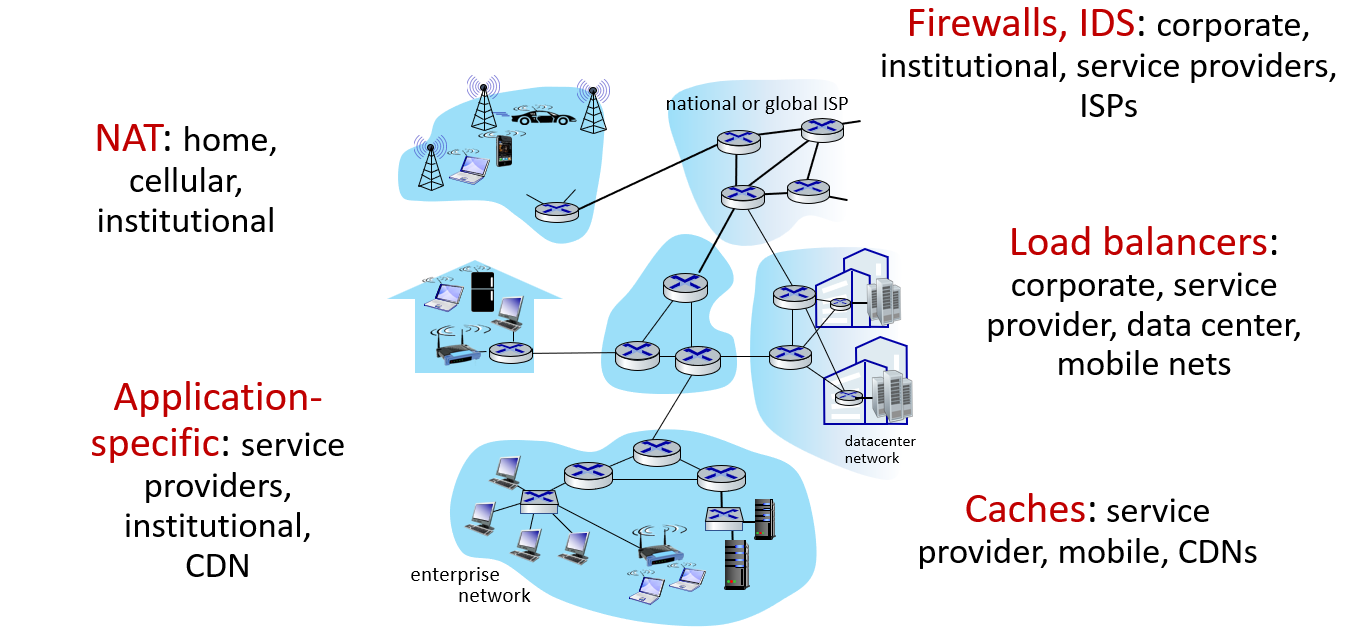 Firewalls, IDS: corporate,
institutional, service providers,
ISPs
national or global ISP
NAT: home,
cellular,
institutional
Load balancers:
corporate, service
provider, data center,
mobile nets
Application-
specific: service
providers,
institutional,
CDN
datacenter
network
Caches: service
provider, mobile, CDNs
enterprise
network